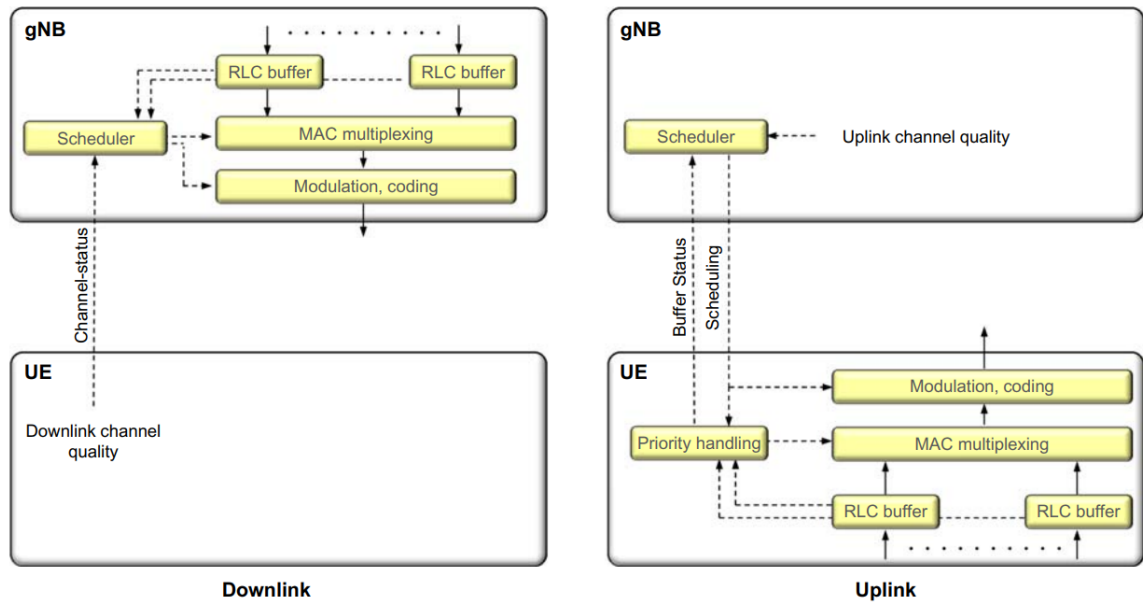 gNB
RLC buffer
RLC buffer
Scheduler
MAC multiplexing
Modulation, coding
Channel-status
UE
Downlink channel
quality
Downlink
gNB
Scheduler
Uplink channel quality
Buffer Status
Scheduling
UE
Modulation, coding
Priority handling
MAC multiplexing
RLC buffer
RLC buffer
Uplink